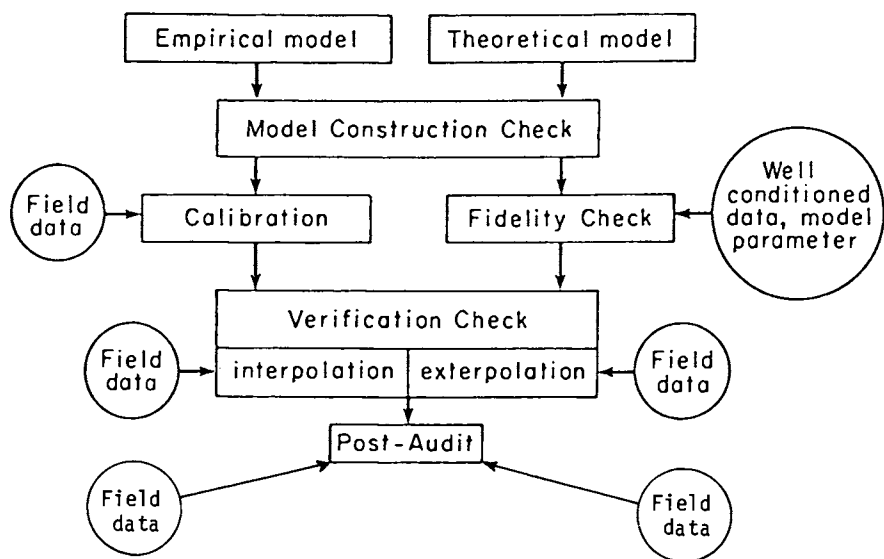 Empirical model
Theoretical model
Model Construction Check
Field
data
Calibration
Fidelity Check
Well
conditioned
data, model
parameter
Verification Check
Field
data
interpolation
exterpolation
Field
data
Post-Audit
Field
data
Field
data